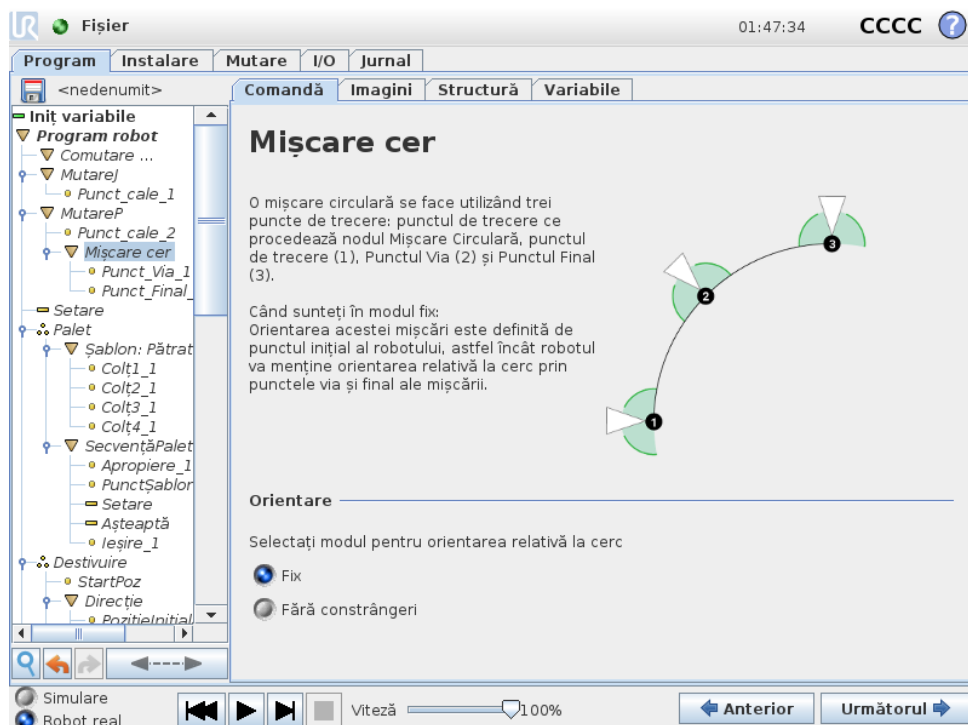 UR Fișier 01:47:34 CCCC ?
Program Instalare Mutare I/O Jurnal
<nedenumit>
Comandă Imagini Structură Variabile
Iniț variabile
Program robot
Comutare ...
MutareJ
Punct_cale_1
MutareP
Punct_cale_2
Mișcare cer
Punct_Via_1
Punct_Final_
Setare
Palet
Șablon: Pătrat
Colț1_1
Colț2_1
Colț3_1
Colț4_1
SecvențăPalet
Apropiere_1
PunctȘablon
Setare
Așteaptă
Ieșire_1
Destivuire
StartPoz
Direcție
PozițieInițial
Mișcare cer
O mișcare circulară se face utilizând trei
puncte de trecere: punctul de trecere ce
procedează nodul Mișcare Circulară, punctul
de trecere (1), Punctul Via (2) și Punctul Final
(3).
Când sunteți în modul fix:
Orientarea acestei mișcări este definită de
punctul inițial al robotului, astfel încât robotul
va menține orientarea relativă la cerc prin
punctele via și final ale mișcării.
3
2
1
Orientare
Selectați modul pentru orientarea relativă la cerc
Fix
Fără constrângeri
Simulare
Robot real
Viteză 100%
Anterior Următorul